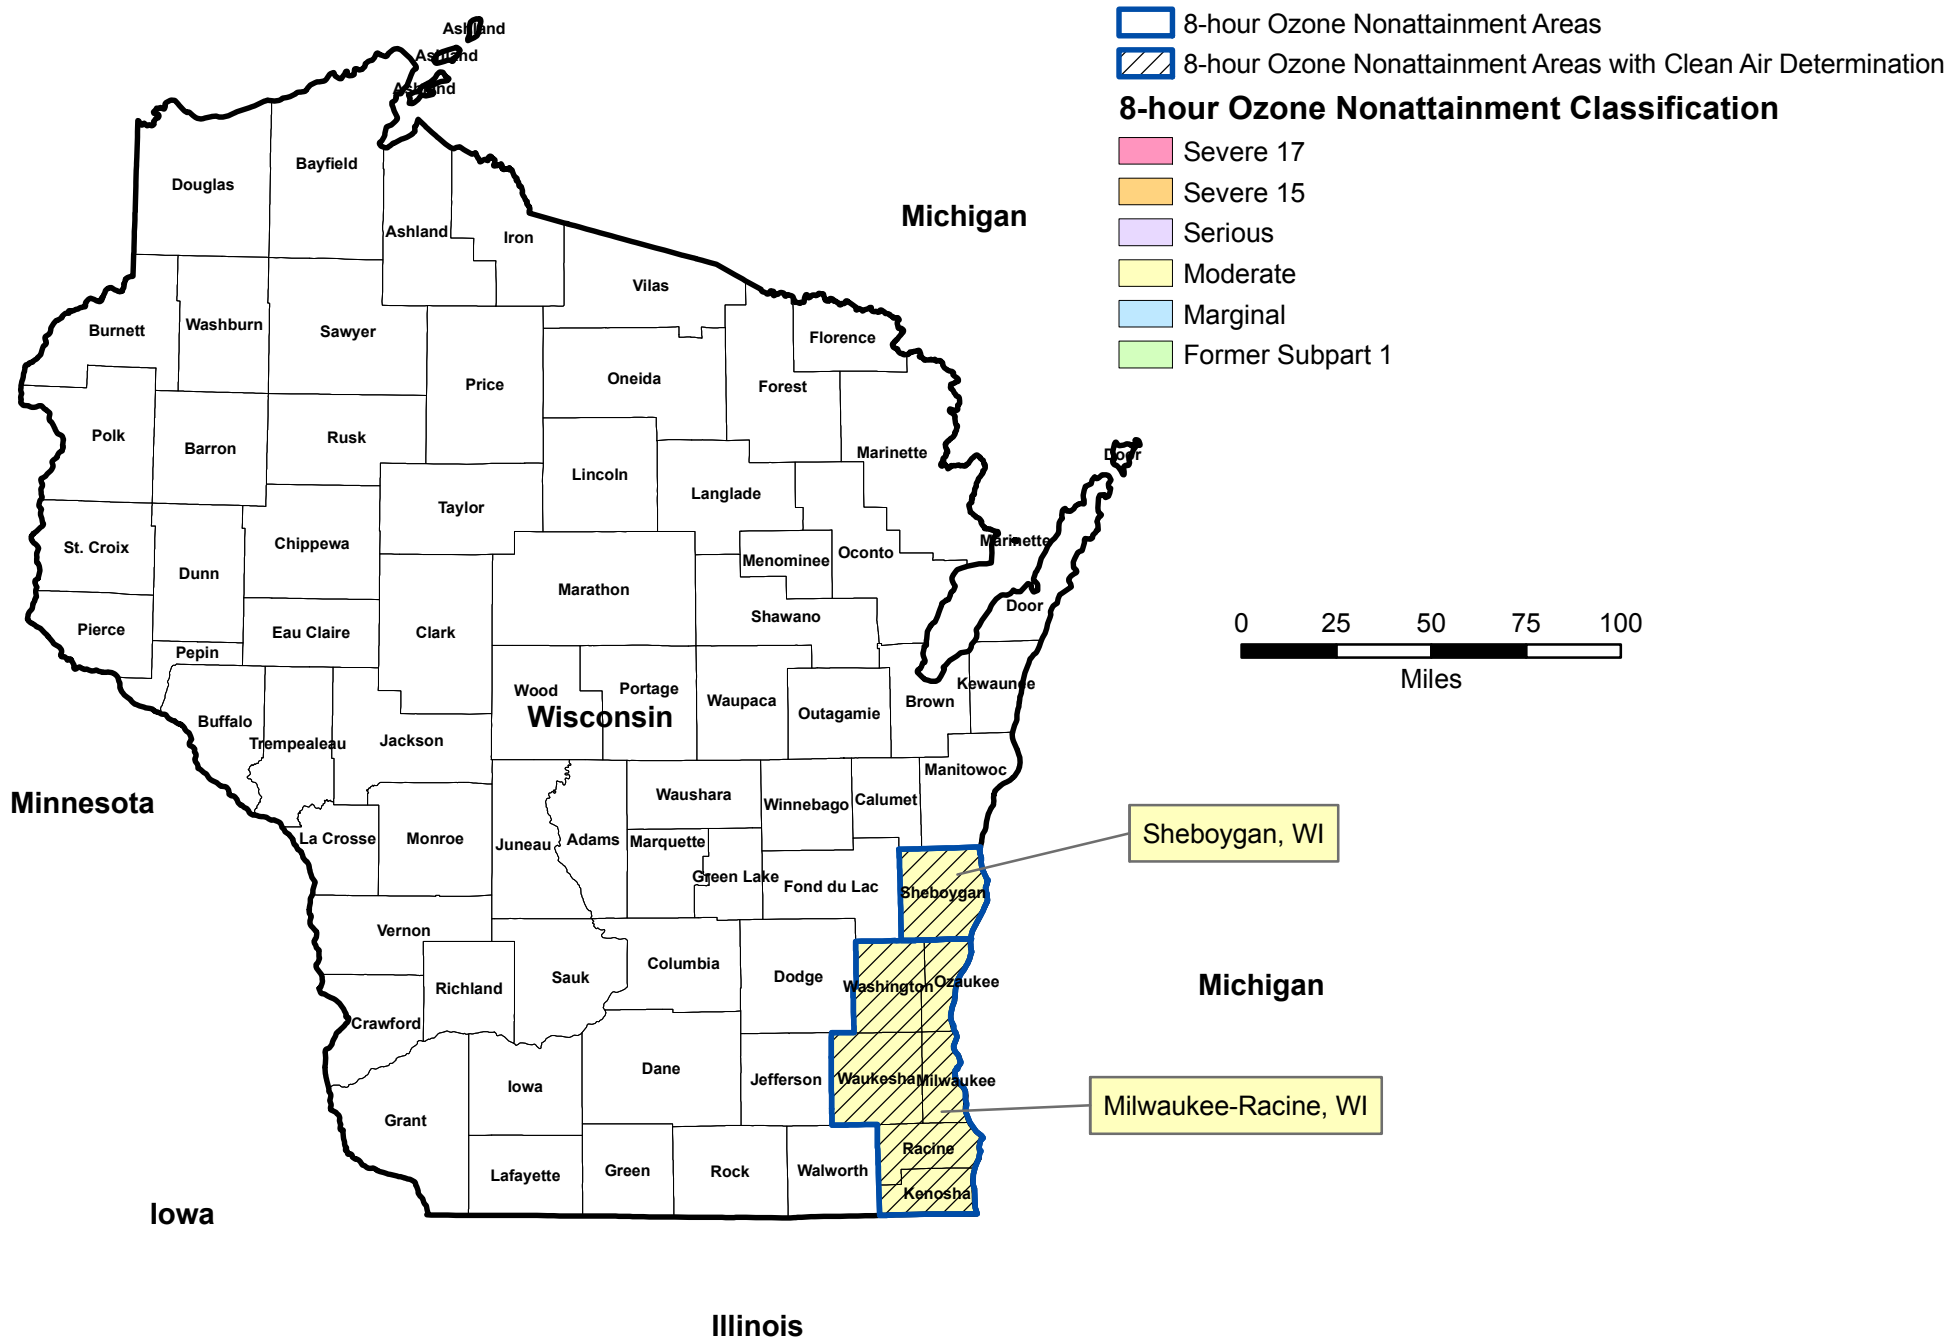 8-hour Ozone Nonattainment Areas
8-hour Ozone Nonattainment Areas with Clean Air Determination
8-hour Ozone Nonattainment Classification
Severe 17
Severe 15
Serious
Moderate
Marginal
Former Subpart 1
Ashland
Ashland
Ashland
Bayfield
Douglas
Michigan
Ashland
Iron
Vilas
Burnett
Washburn
Sawyer
Florence
Price
Oneida
Forest
Polk
Barron
Rusk
Marinette
Door
Lincoln
Langlade
Taylor
St. Croix
Chippewa
Marinette
Dunn
Menominee
Oconto
Marathon
Door
Pierce
Eau Claire
Clark
Shawano
0 25 50 75 100
Miles
Pepin
Wood
Portage
Waupaca
Outagamie
Brown
Kewaunee
Wisconsin
Buffalo
Trempealeau
Jackson
Manitowoc
Minnesota
Waushara
Winnebago
Calumet
La Crosse
Monroe
Juneau
Adams
Marquette
Sheboygan, WI
Green Lake
Fond du Lac
Sheboygan
Vernon
Richland
Sauk
Columbia
Dodge
Washington
Ozaukee
Michigan
Crawford
Iowa
Dane
Jefferson
Waukesha
Milwaukee
Milwaukee-Racine, WI
Grant
Lafayette
Green
Rock
Walworth
Racine
Kenosha
Iowa
Illinois